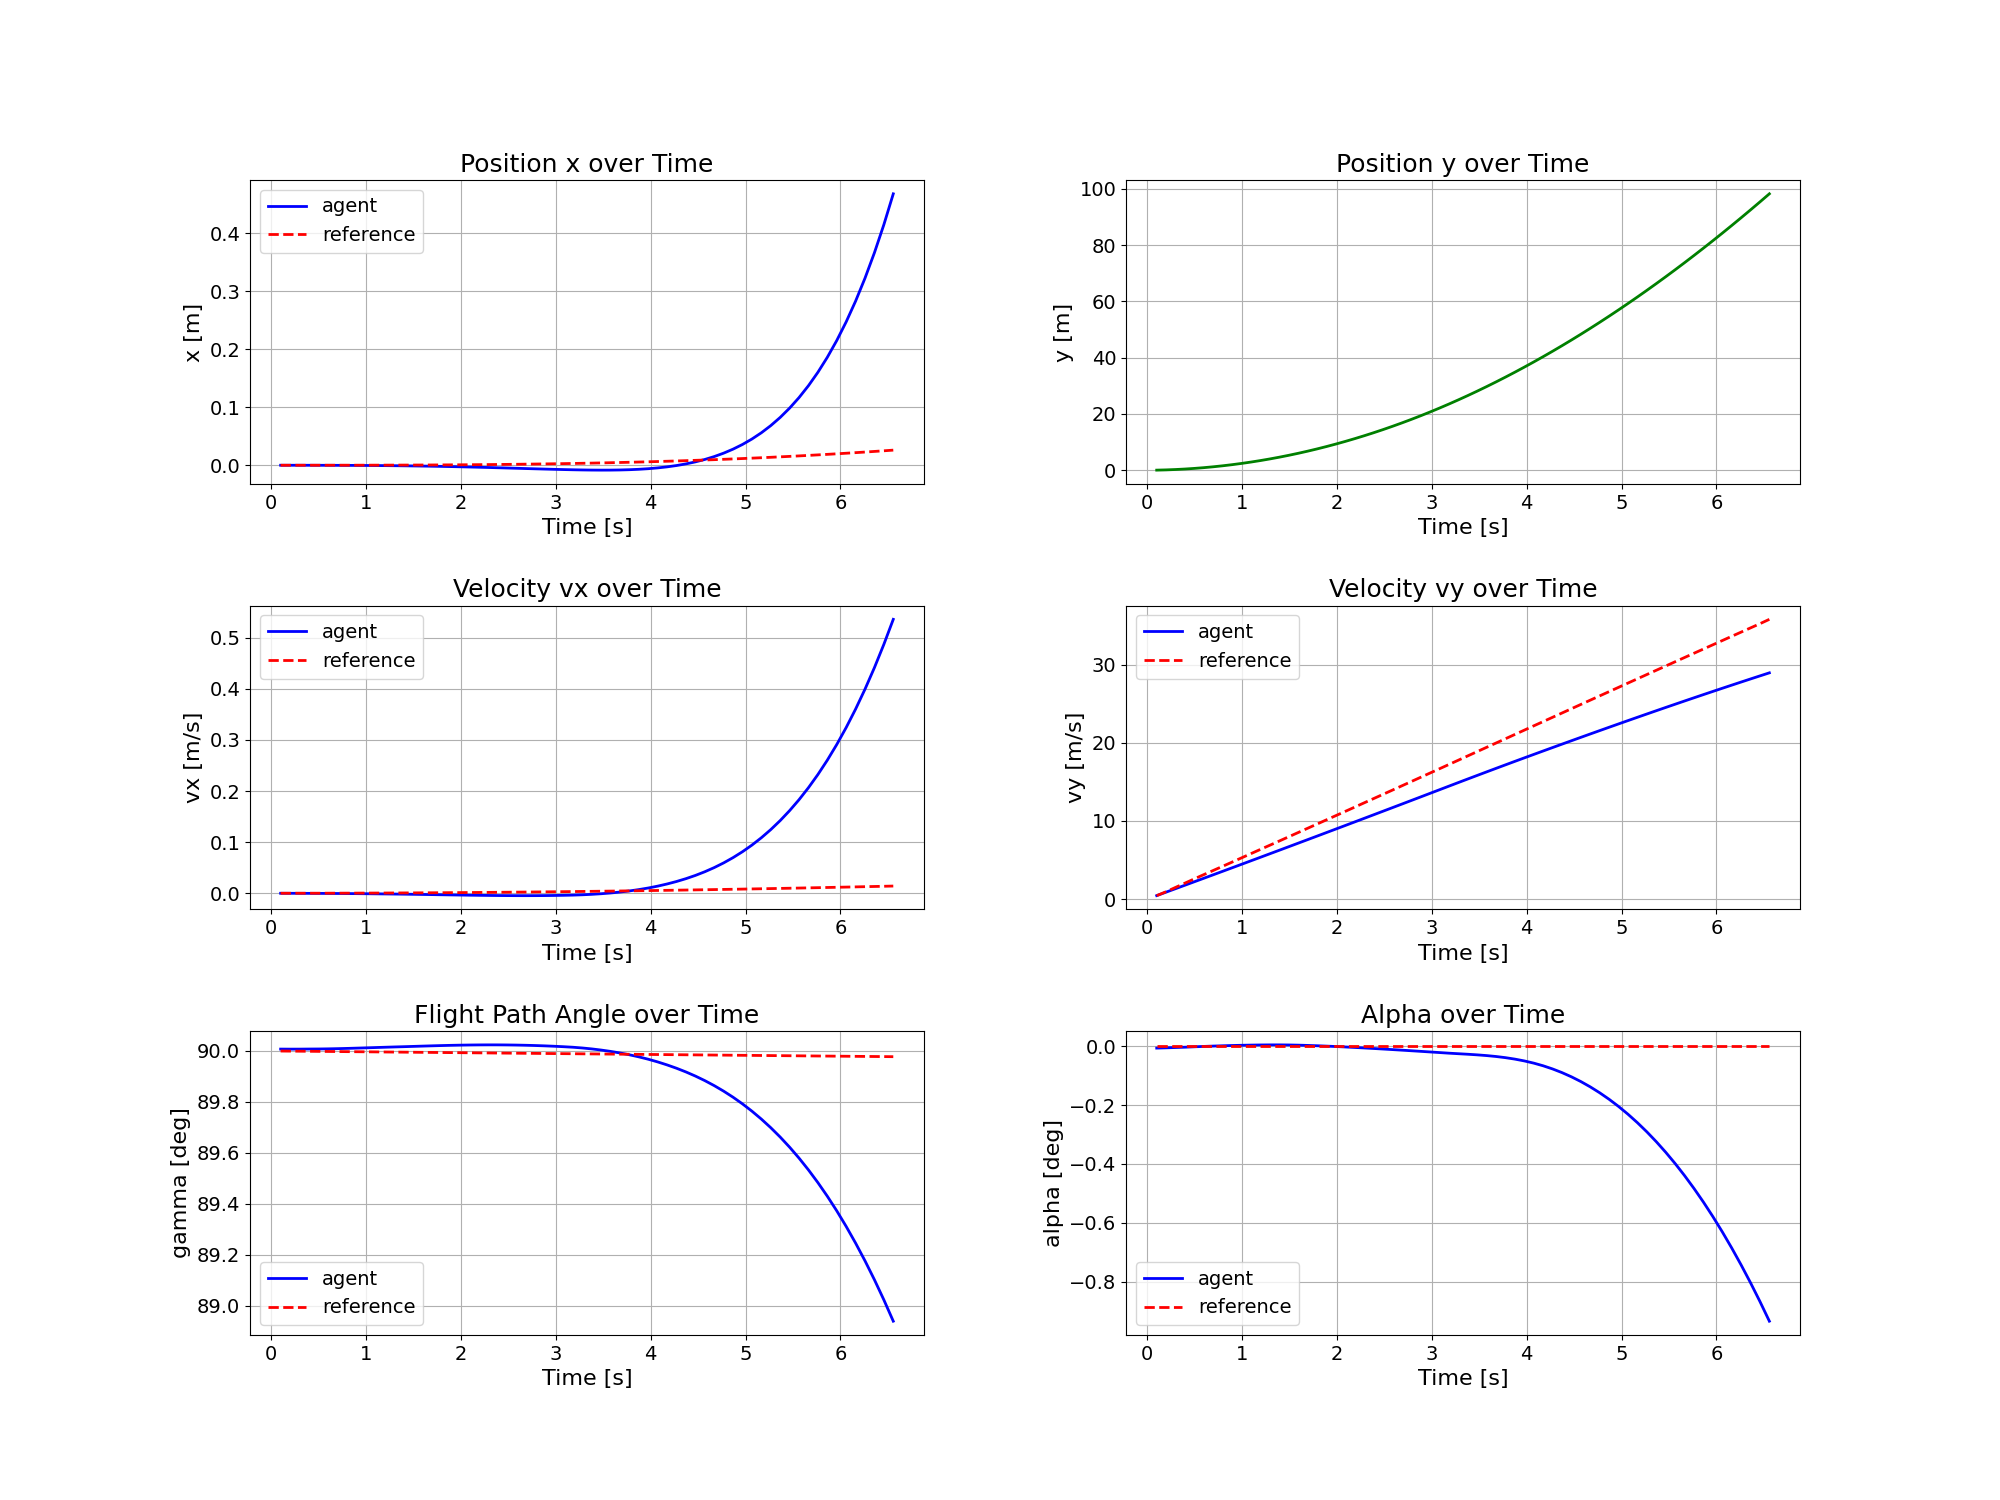 Position x over Time
agent
reference
0.4
0.3
0.2
0.1
0.0
x [m]
0 1 2 3 4 5 6
Time [s]
Position y over Time
100
80
60
40
20
0
y [m]
0 1 2 3 4 5 6
Time [s]
Velocity vx over Time
agent
reference
0.5
0.4
0.3
0.2
0.1
0.0
vx [m/s]
0 1 2 3 4 5 6
Time [s]
Velocity vy over Time
agent
reference
30
20
10
0
vy [m/s]
0 1 2 3 4 5 6
Time [s]
Flight Path Angle over Time
90.0
89.8
89.6
89.4
89.2
89.0
gamma [deg]
agent
reference
0 1 2 3 4 5 6
Time [s]
Alpha over Time
0.0
−0.2
−0.4
−0.6
−0.8
alpha [deg]
agent
reference
0 1 2 3 4 5 6
Time [s]